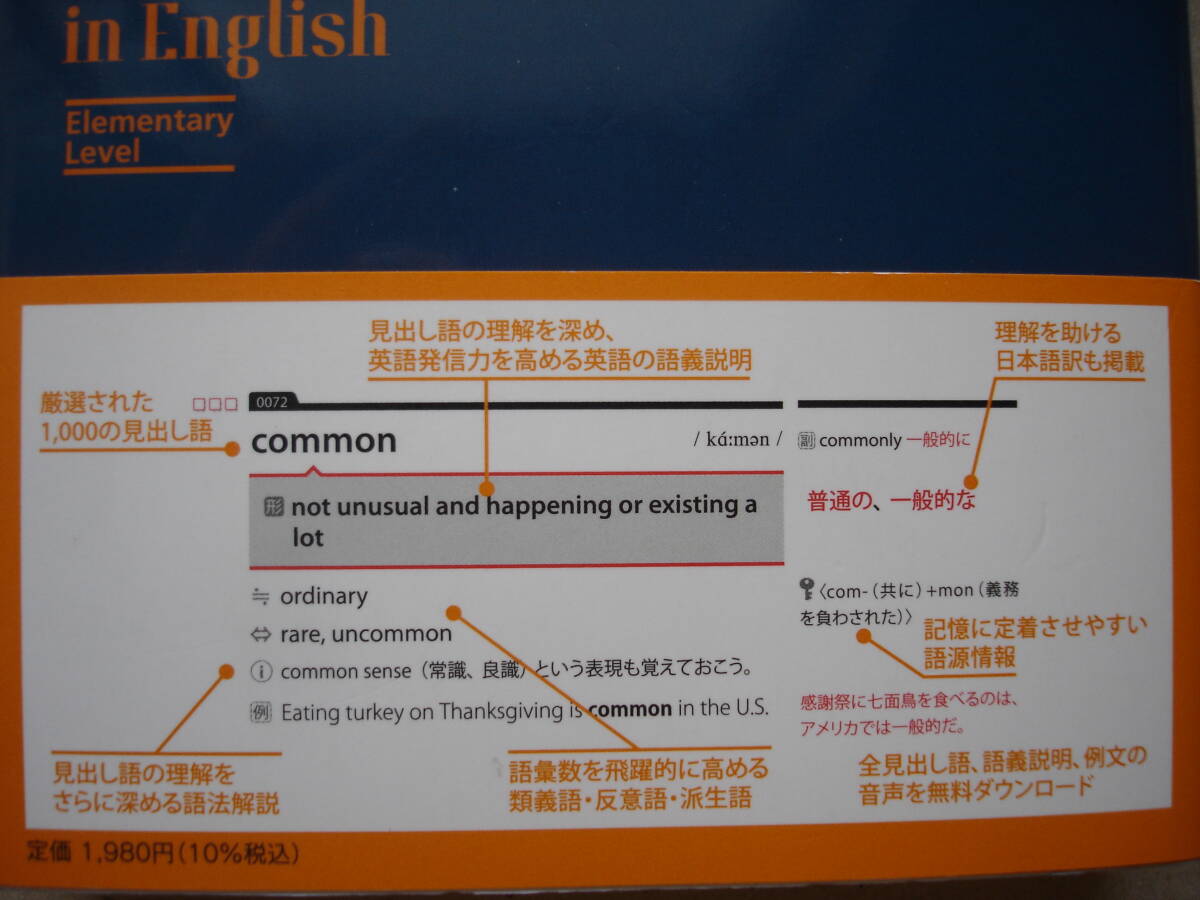 in English
Elementary
Level
見出し語の理解を深め、
英語発信力を高める英語の語義説明
理解を助ける
日本語訳も掲載
厳選された
1,000の見出し語
□□□ 0072
common / kɑ́ːmən /
副 commonly 一般的に
形 not unusual and happening or existing a
lot
普通の、一般的な
≒ ordinary
⇔ rare, uncommon
i common sense（常識、良識）という表現も覚えておこう。
例 Eating turkey on Thanksgiving is common in the U.S.
〈com-（共に）+mon（義務
を負わされた）〉
記憶に定着させやすい
語源情報
感謝祭に七面鳥を食べるのは、
アメリカでは一般的だ。
見出し語の理解を
さらに深める語法解説
語彙数を飛躍的に高める
類義語・反意語・派生語
全見出し語、語義説明、例文の
音声を無料ダウンロード
定価 1,980円（10%税込）